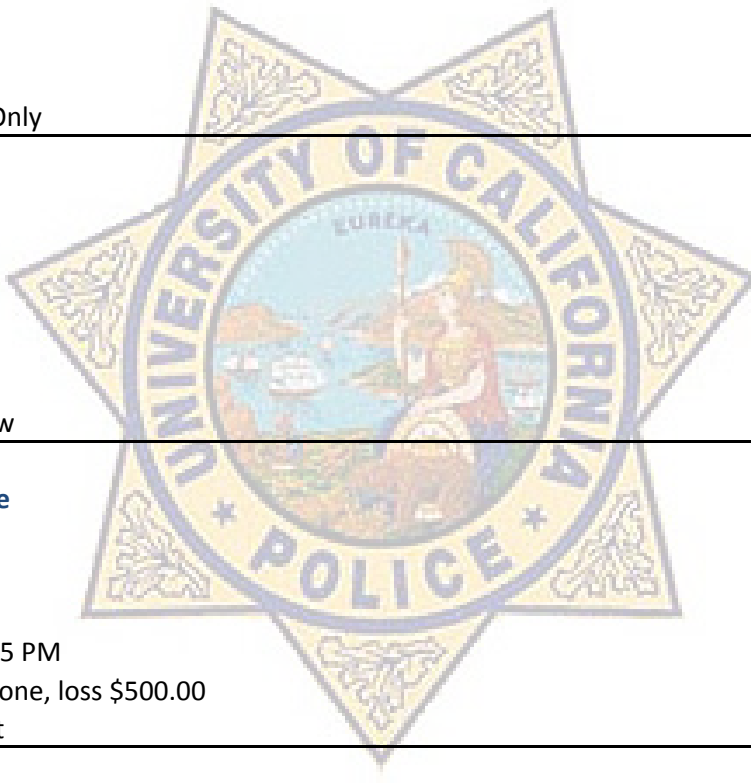 Only
UNIVERSITY OF CALIFORNIA
EUREKA
w
e
★ POLICE ★
5 PM
one, loss $500.00
t